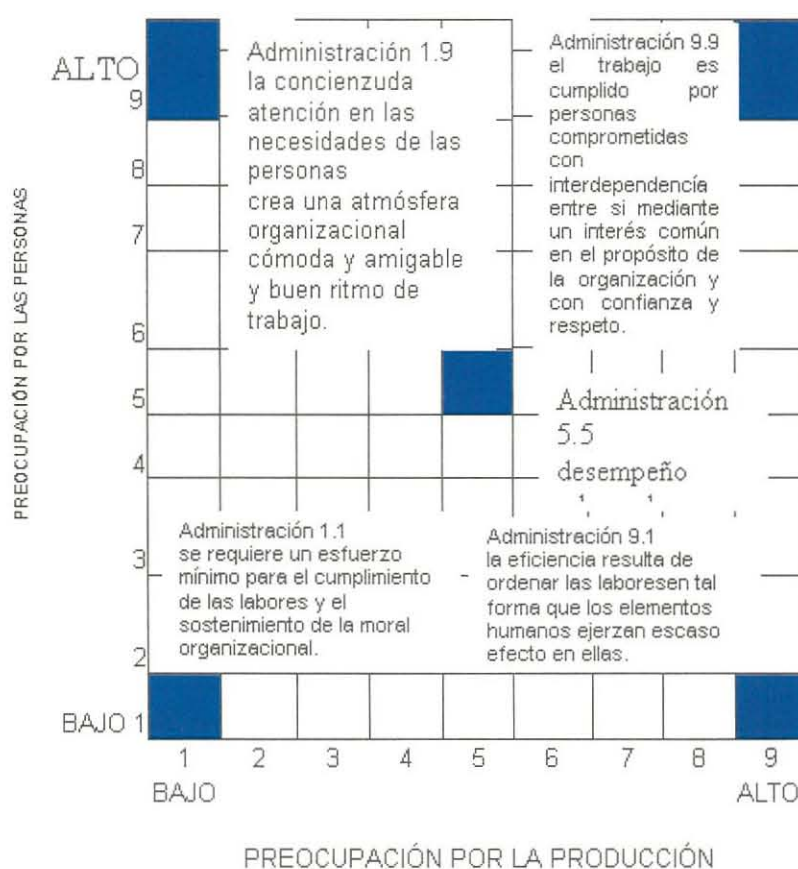 ALTO
9
8
7
6
5
4
3
2
BAJO 1
PREOCUPACIÓN POR LAS PERSONAS
Administración 1.9
la concienzuda
atención en las
necesidades de las
personas
crea una atmósfera
organizacional
cómoda y amigable
y buen ritmo de
trabajo.
Administración 9.9
el trabajo es
cumplido por
personas
comprometidas
con
interdependencía
entre si mediante
un interés común
en el propósito de
la organización y
con confianza y
respeto.
Administración
5.5
desempeño
Administración 1.1
se requiere un esfuerzo
mínimo para el cumplimiento
de las labores y el
sostenimiento de la moral
organizacional.
Administración 9.1
la eficiencia resulta de
ordenar las laboresen tal
forma que los elementos
humanos ejerzan escaso
efecto en ellas.
1 2 3 4 5 6 7 8 9
BAJO ALTO
PREOCUPACIÓN POR LA PRODUCCIÓN